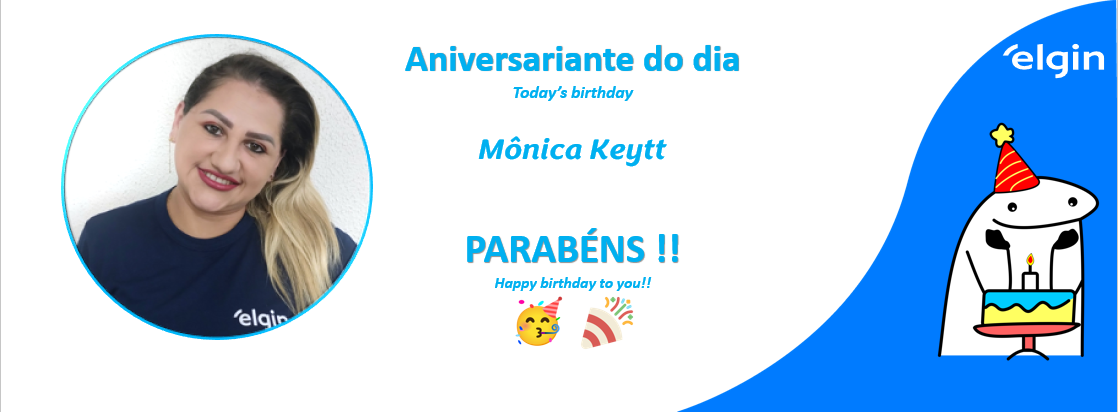 Aniversariante do dia
Today's birthday
Mônica Keytt
PARABÉNS !!
Happy birthday to you!!
elgin
elgin